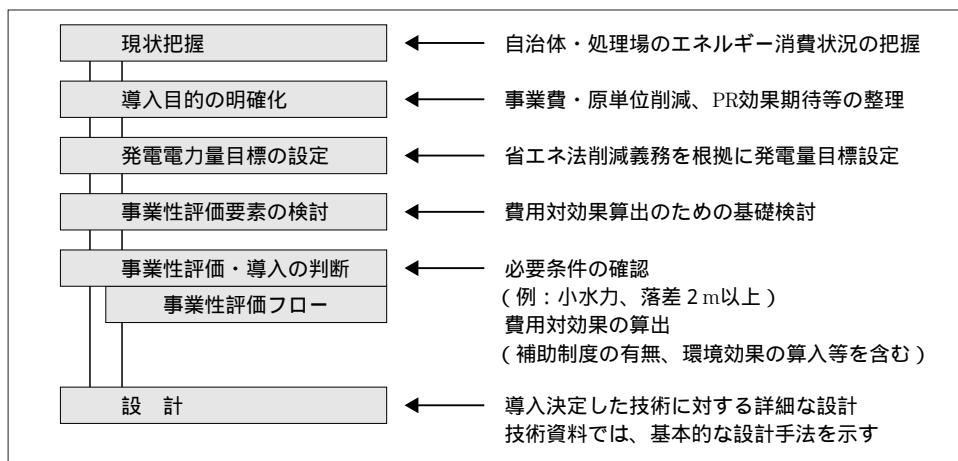 現状把握
自治体・処理場のエネルギー消費状況の把握
導入目的の明確化
事業費・原単位削減、PR効果期待等の整理
発電電力量目標の設定
省エネ法削減義務を根拠に発電量目標設定
事業性評価要素の検討
費用対効果算出のための基礎検討
事業性評価・導入の判断
事業性評価フロー
必要条件の確認
(例：小水力、落差２m以上)
費用対効果の算出
(補助制度の有無、環境効果の算入等を含む)
設　計
導入決定した技術に対する詳細な設計
技術資料では、基本的な設計手法を示す